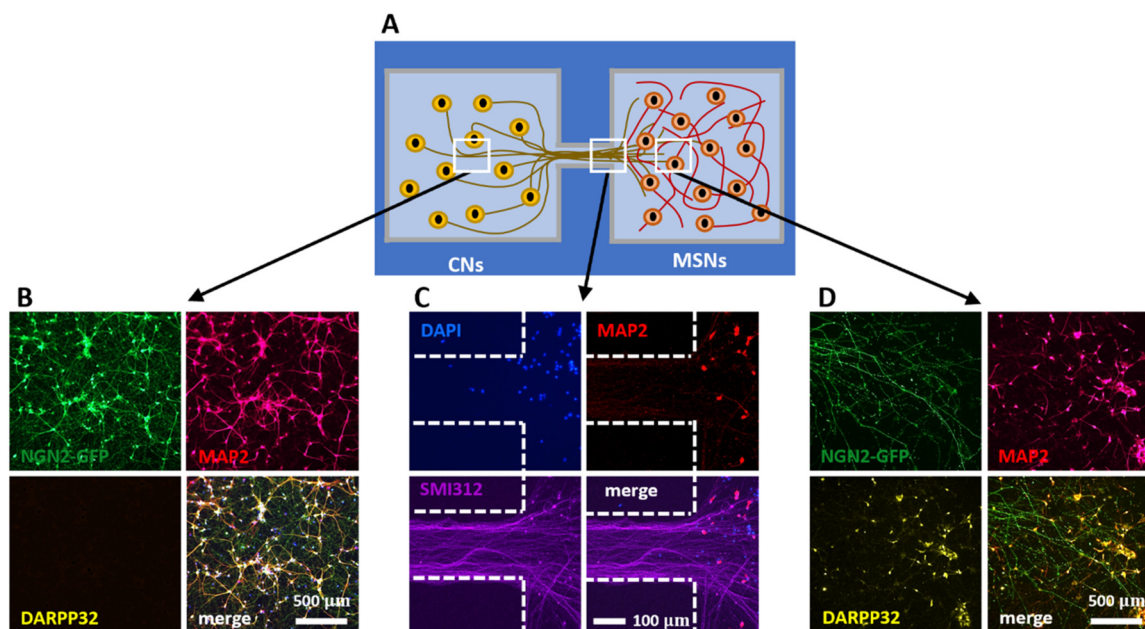 A
CNs
MSNs
B
NGN2-GFP
MAP2
DARPP32
merge
500 μm
C
DAPI
MAP2
SMI312
merge
100 μm
D
NGN2-GFP
MAP2
DARPP32
merge
500 μm